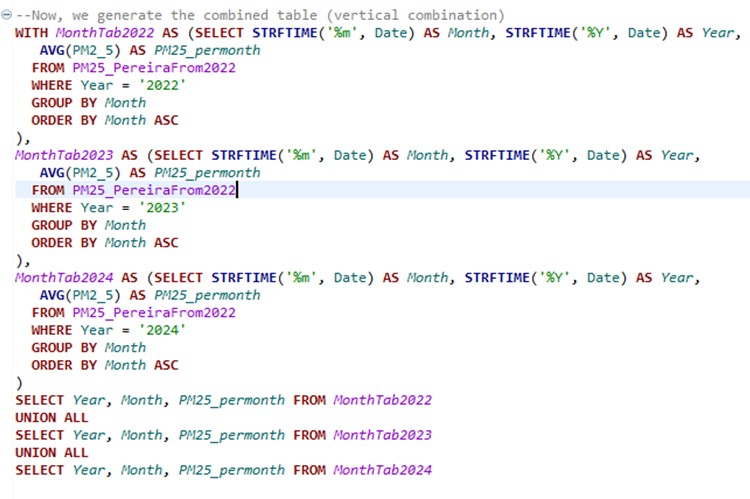 --Now, we generate the combined table (vertical combination)
WITH MonthTab2022 AS (SELECT STRFTIME('%m', Date) AS Month, STRFTIME('%Y', Date) AS Year,
AVG(PM2_5) AS PM25_permonth
FROM PM25_PereiraFrom2022
WHERE Year = '2022'
GROUP BY Month
ORDER BY Month ASC
),
MonthTab2023 AS (SELECT STRFTIME('%m', Date) AS Month, STRFTIME('%Y', Date) AS Year,
AVG(PM2_5) AS PM25_permonth
FROM PM25_PereiraFrom2022
WHERE Year = '2023'
GROUP BY Month
ORDER BY Month ASC
),
MonthTab2024 AS (SELECT STRFTIME('%m', Date) AS Month, STRFTIME('%Y', Date) AS Year,
AVG(PM2_5) AS PM25_permonth
FROM PM25_PereiraFrom2022
WHERE Year = '2024'
GROUP BY Month
ORDER BY Month ASC
)
SELECT Year, Month, PM25_permonth FROM MonthTab2022
UNION ALL
SELECT Year, Month, PM25_permonth FROM MonthTab2023
UNION ALL
SELECT Year, Month, PM25_permonth FROM MonthTab2024